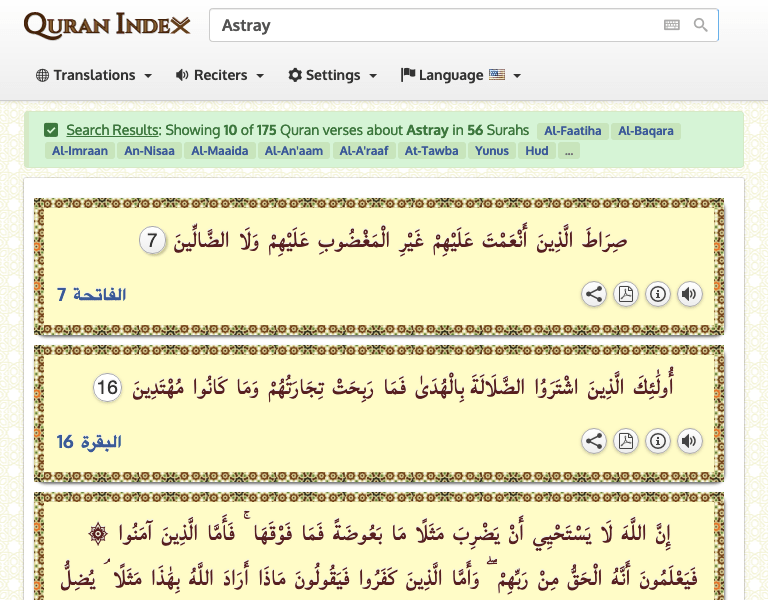 QURAN INDEX
Astray
Translations Reciters Settings Language
Search Results: Showing 10 of 175 Quran verses about Astray in 56 Surahs Al-Faatiha Al-Baqara
Al-Imraan An-Nisaa Al-Maaida Al-An'aam Al-A'raaf At-Tawba Yunus Hud ...
صِرَاطَ الَّذِينَ أَنْعَمْتَ عَلَيْهِمْ غَيْرِ الْمَغْضُوبِ عَلَيْهِمْ وَلَا الضَّالِّينَ 7
الفاتحة 7
أُولَٰئِكَ الَّذِينَ اشْتَرَوُا الضَّلَالَةَ بِالْهُدَىٰ فَمَا رَبِحَتْ تِجَارَتُهُمْ وَمَا كَانُوا مُهْتَدِينَ 16
البقرة 16
۞ إِنَّ اللَّهَ لَا يَسْتَحْيِي أَنْ يَضْرِبَ مَثَلًا مَا بَعُوضَةً فَمَا فَوْقَهَا ۚ فَأَمَّا الَّذِينَ آمَنُوا
فَيَعْلَمُونَ أَنَّهُ الْحَقُّ مِنْ رَبِّهِمْ ۖ وَأَمَّا الَّذِينَ كَفَرُوا فَيَقُولُونَ مَاذَا أَرَادَ اللَّهُ بِهَٰذَا مَثَلًا ۘ يُضِلُّ